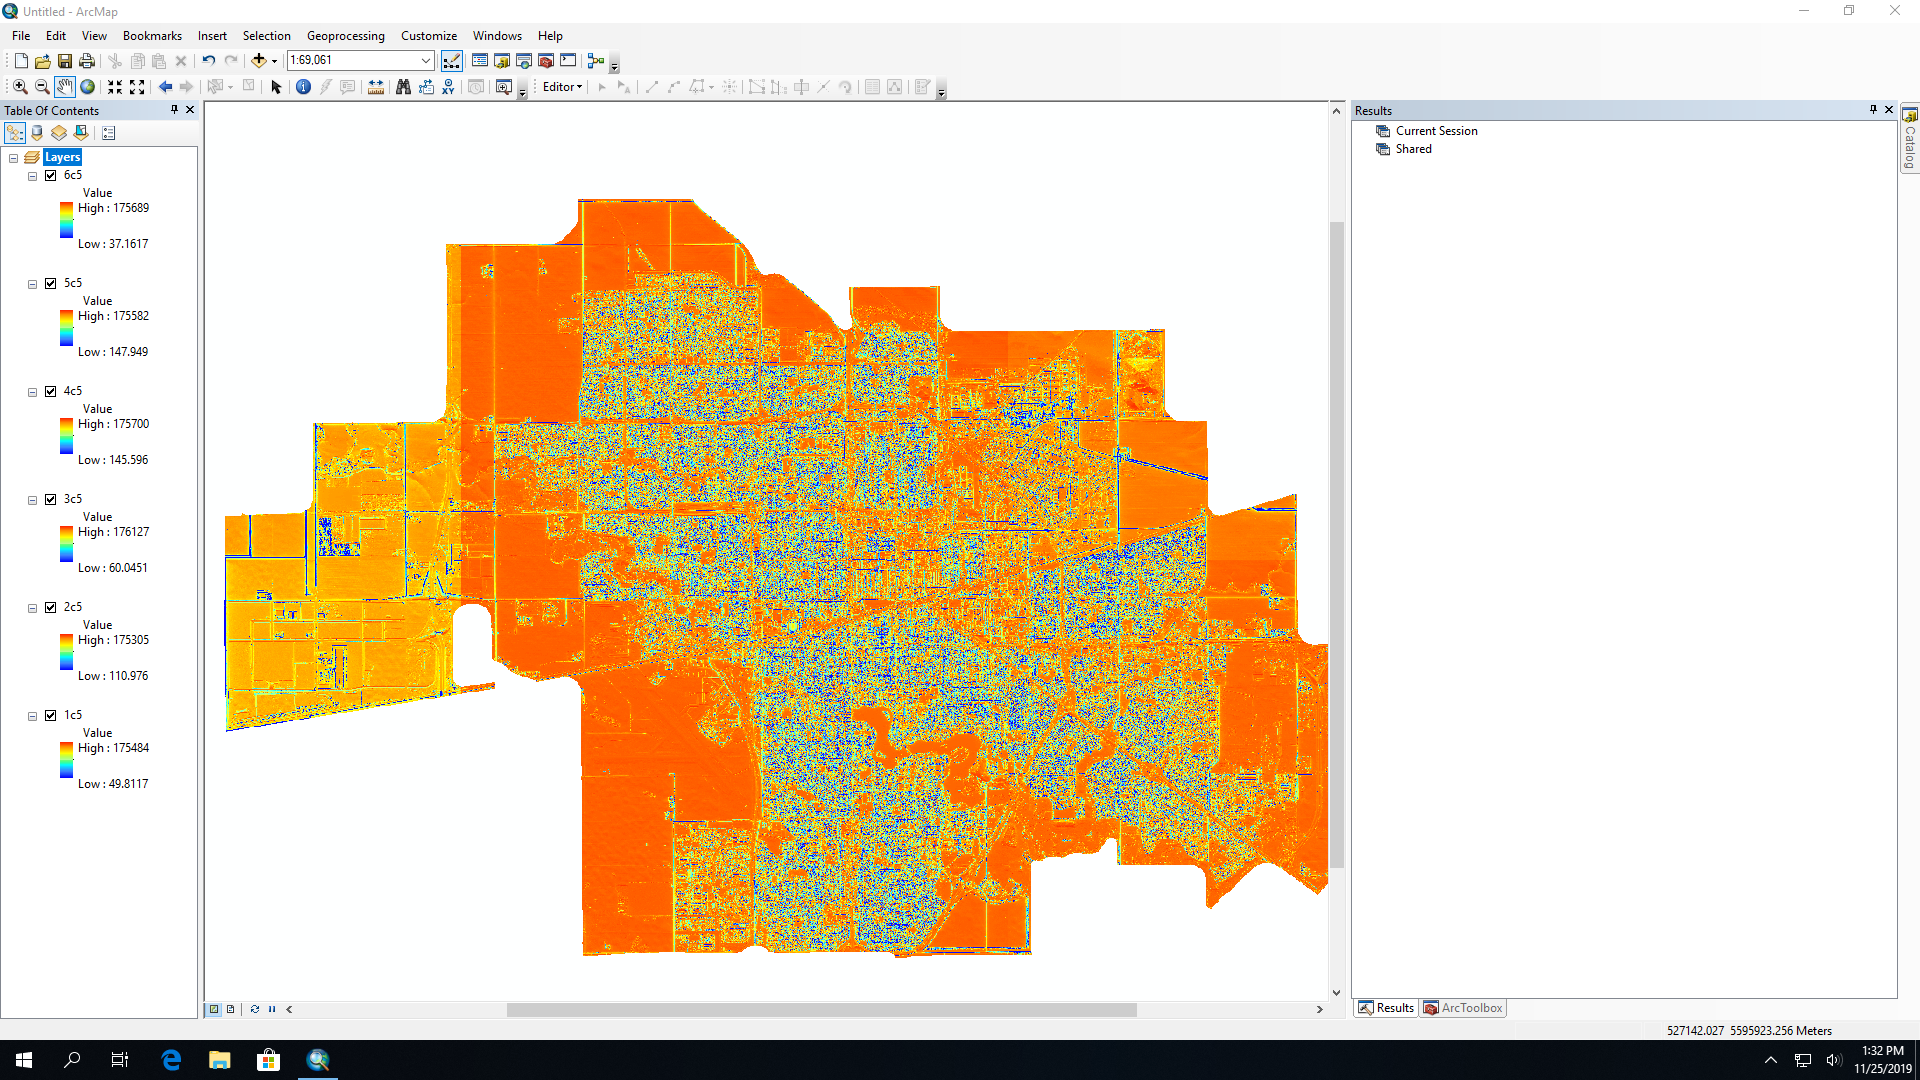 Untitled - ArcMap
File Edit View Bookmarks Insert Selection Geoprocessing Customize Windows Help
1:69,061
Editor
Table Of Contents
Layers
6c5
Value
High : 175689
Low : 37.1617
5c5
Value
High : 175582
Low : 147.949
4c5
Value
High : 175700
Low : 145.596
3c5
Value
High : 176127
Low : 60.0451
2c5
Value
High : 175305
Low : 110.976
1c5
Value
High : 175484
Low : 49.8117
Results
Current Session
Shared
Catalog
Results ArcToolbox
527142.027 5595923.256 Meters
1:32 PM
11/25/2019